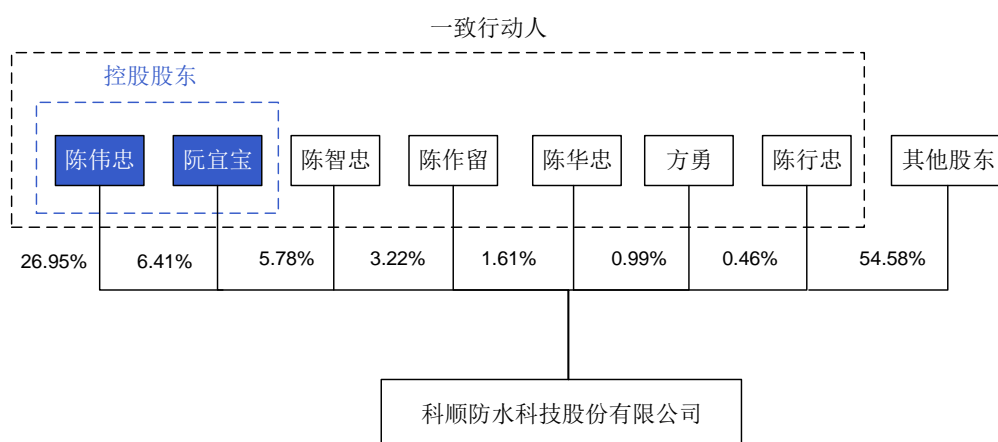 一致行动人
控股股东
陈伟忠
阮宜宝
陈智忠
陈作留
陈华忠
方勇
陈行忠
其他股东
26.95%
6.41%
5.78%
3.22%
1.61%
0.99%
0.46%
54.58%
科顺防水科技股份有限公司